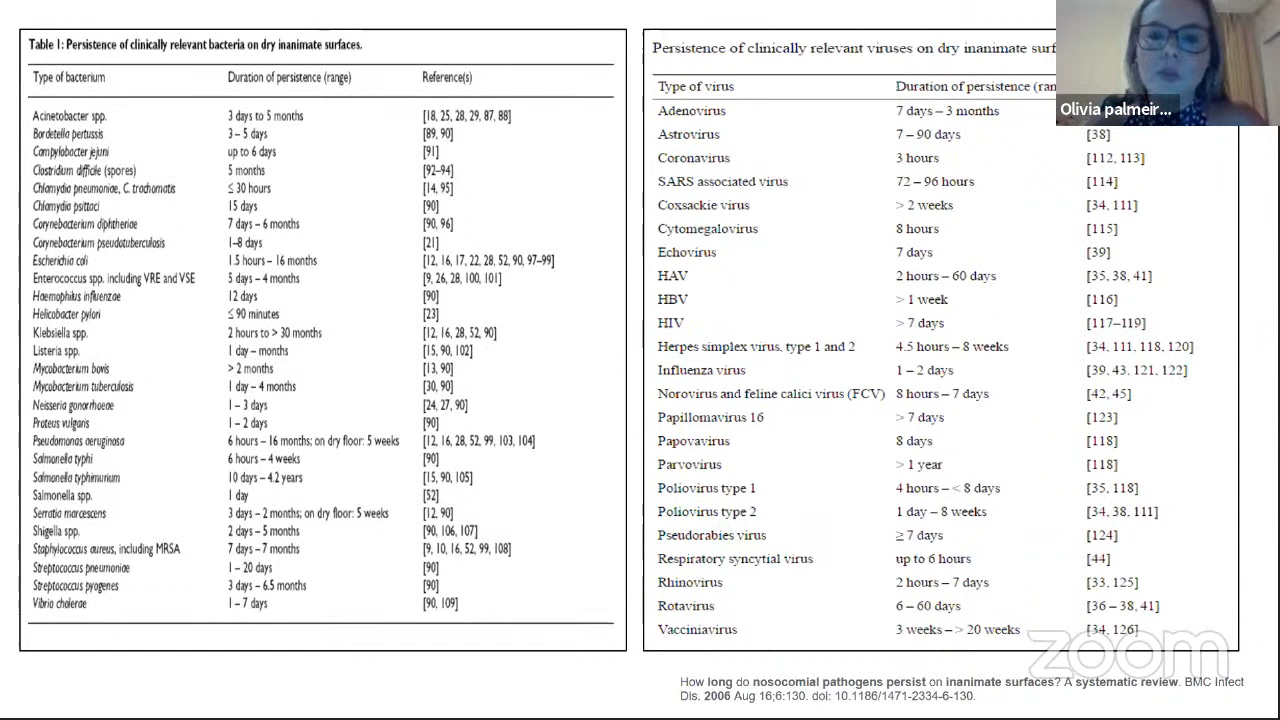 Table 1: Persistence of clinically relevant bacteria on dry inanimate surfaces.
Type of bacterium Duration of persistence (range) Reference(s)
Acinetobacter spp. 3 days to 5 months [18, 25, 28, 29, 87, 88]
Bordetella pertussis 3 – 5 days [89, 90]
Campylobacter jejuni up to 6 days [91]
Clostridium difficile (spores) 5 months [92–94]
Chlamydia pneumoniae, C. trachomatis ≤ 30 hours [14, 95]
Chlamydia psittaci 15 days [90]
Corynebacterium diphtheriae 7 days – 6 months [90, 96]
Corynebacterium pseudotuberculosis 1–8 days [21]
Escherichia coli 1.5 hours – 16 months [12, 16, 17, 22, 28, 52, 90, 97–99]
Enterococcus spp. including VRE and VSE 5 days – 4 months [9, 26, 28, 100, 101]
Haemophilus influenzae 12 days [90]
Helicobacter pylori ≤ 90 minutes [23]
Klebsiella spp. 2 hours to > 30 months [12, 16, 28, 52, 90]
Listeria spp. 1 day – months [15, 90, 102]
Mycobacterium bovis > 2 months [13, 90]
Mycobacterium tuberculosis 1 day – 4 months [30, 90]
Neisseria gonorrhoeae 1 – 3 days [24, 27, 90]
Proteus vulgaris 1 – 2 days [90]
Pseudomonas aeruginosa 6 hours – 16 months; on dry floor: 5 weeks [12, 16, 28, 52, 99, 103, 104]
Salmonella typhi 6 hours – 4 weeks [90]
Salmonella typhimurium 10 days – 4.2 years [15, 90, 105]
Salmonella spp. 1 day [52]
Serratia marcescens 3 days – 2 months; on dry floor: 5 weeks [12, 90]
Shigella spp. 2 days – 5 months [90, 106, 107]
Staphylococcus aureus, including MRSA 7 days – 7 months [9, 10, 16, 52, 99, 108]
Streptococcus pneumoniae 1 – 20 days [90]
Streptococcus pyogenes 3 days – 6.5 months [90]
Vibrio cholerae 1 – 7 days [90, 109]
Persistence of clinically relevant viruses on dry inanimate surf
Type of virus Duration of persistence (ran
Adenovirus 7 days – 3 months
Astrovirus 7 – 90 days [38]
Coronavirus 3 hours [112, 113]
SARS associated virus 72 – 96 hours [114]
Coxsackie virus > 2 weeks [34, 111]
Cytomegalovirus 8 hours [115]
Echovirus 7 days [39]
HAV 2 hours – 60 days [35, 38, 41]
HBV > 1 week [116]
HIV > 7 days [117–119]
Herpes simplex virus, type 1 and 2 4.5 hours – 8 weeks [34, 111, 118, 120]
Influenza virus 1 – 2 days [39, 43, 121, 122]
Norovirus and feline calici virus (FCV) 8 hours – 7 days [42, 45]
Papillomavirus 16 > 7 days [123]
Papovavirus 8 days [118]
Parvovirus > 1 year [118]
Poliovirus type 1 4 hours – < 8 days [35, 118]
Poliovirus type 2 1 day – 8 weeks [34, 38, 111]
Pseudorabies virus ≥ 7 days [124]
Respiratory syncytial virus up to 6 hours [44]
Rhinovirus 2 hours – 7 days [33, 125]
Rotavirus 6 – 60 days [36 – 38, 41]
Vacciniavirus 3 weeks – > 20 weeks [34, 126]
Olivia palmeir...
zoom
How long do nosocomial pathogens persist on inanimate surfaces? A systematic review. BMC Infect
Dis. 2006 Aug 16;6:130. doi: 10.1186/1471-2334-6-130.